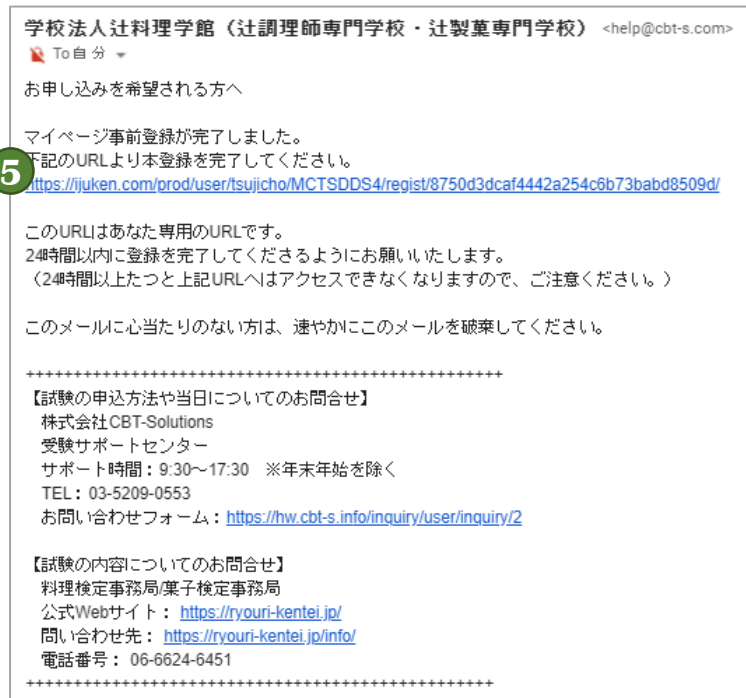 学校法人辻料理学館（辻調理師専門学校・辻製菓専門学校） <help@cbt-s.com>
To自分
お申し込みを希望される方へ
マイページ事前登録が完了しました。
下記のURLより本登録を完了してください。
5
https://ijuken.com/prod/user/tsujicho/MCTSDDS4/regist/8750d3dcaf4442a254c6b73babd8509d/
このURLはあなた専用のURLです。
24時間以内に登録を完了してくださるようにお願いいたします。
（24時間以上たつと上記URLへはアクセスできなくなりますので、ご注意ください。）
このメールに心当たりのない方は、速やかにこのメールを破棄してください。
++++++++++++++++++++++++++++++++++++++++++++++++++
【試験の申込方法や当日についてのお問合せ】
株式会社CBT-Solutions
受験サポートセンター
サポート時間：9:30～17:30　※年末年始を除く
TEL：03-5209-0553
お問い合わせフォーム：https://hw.cbt-s.info/inquiry/user/inquiry/2
【試験の内容についてのお問合せ】
料理検定事務局/菓子検定事務局
公式Webサイト： https://ryouri-kentei.jp/
問い合わせ先： https://ryouri-kentei.jp/info/
電話番号： 06-6624-6451
+++++++++++++++++++++++++++++++++++++++++++++++++